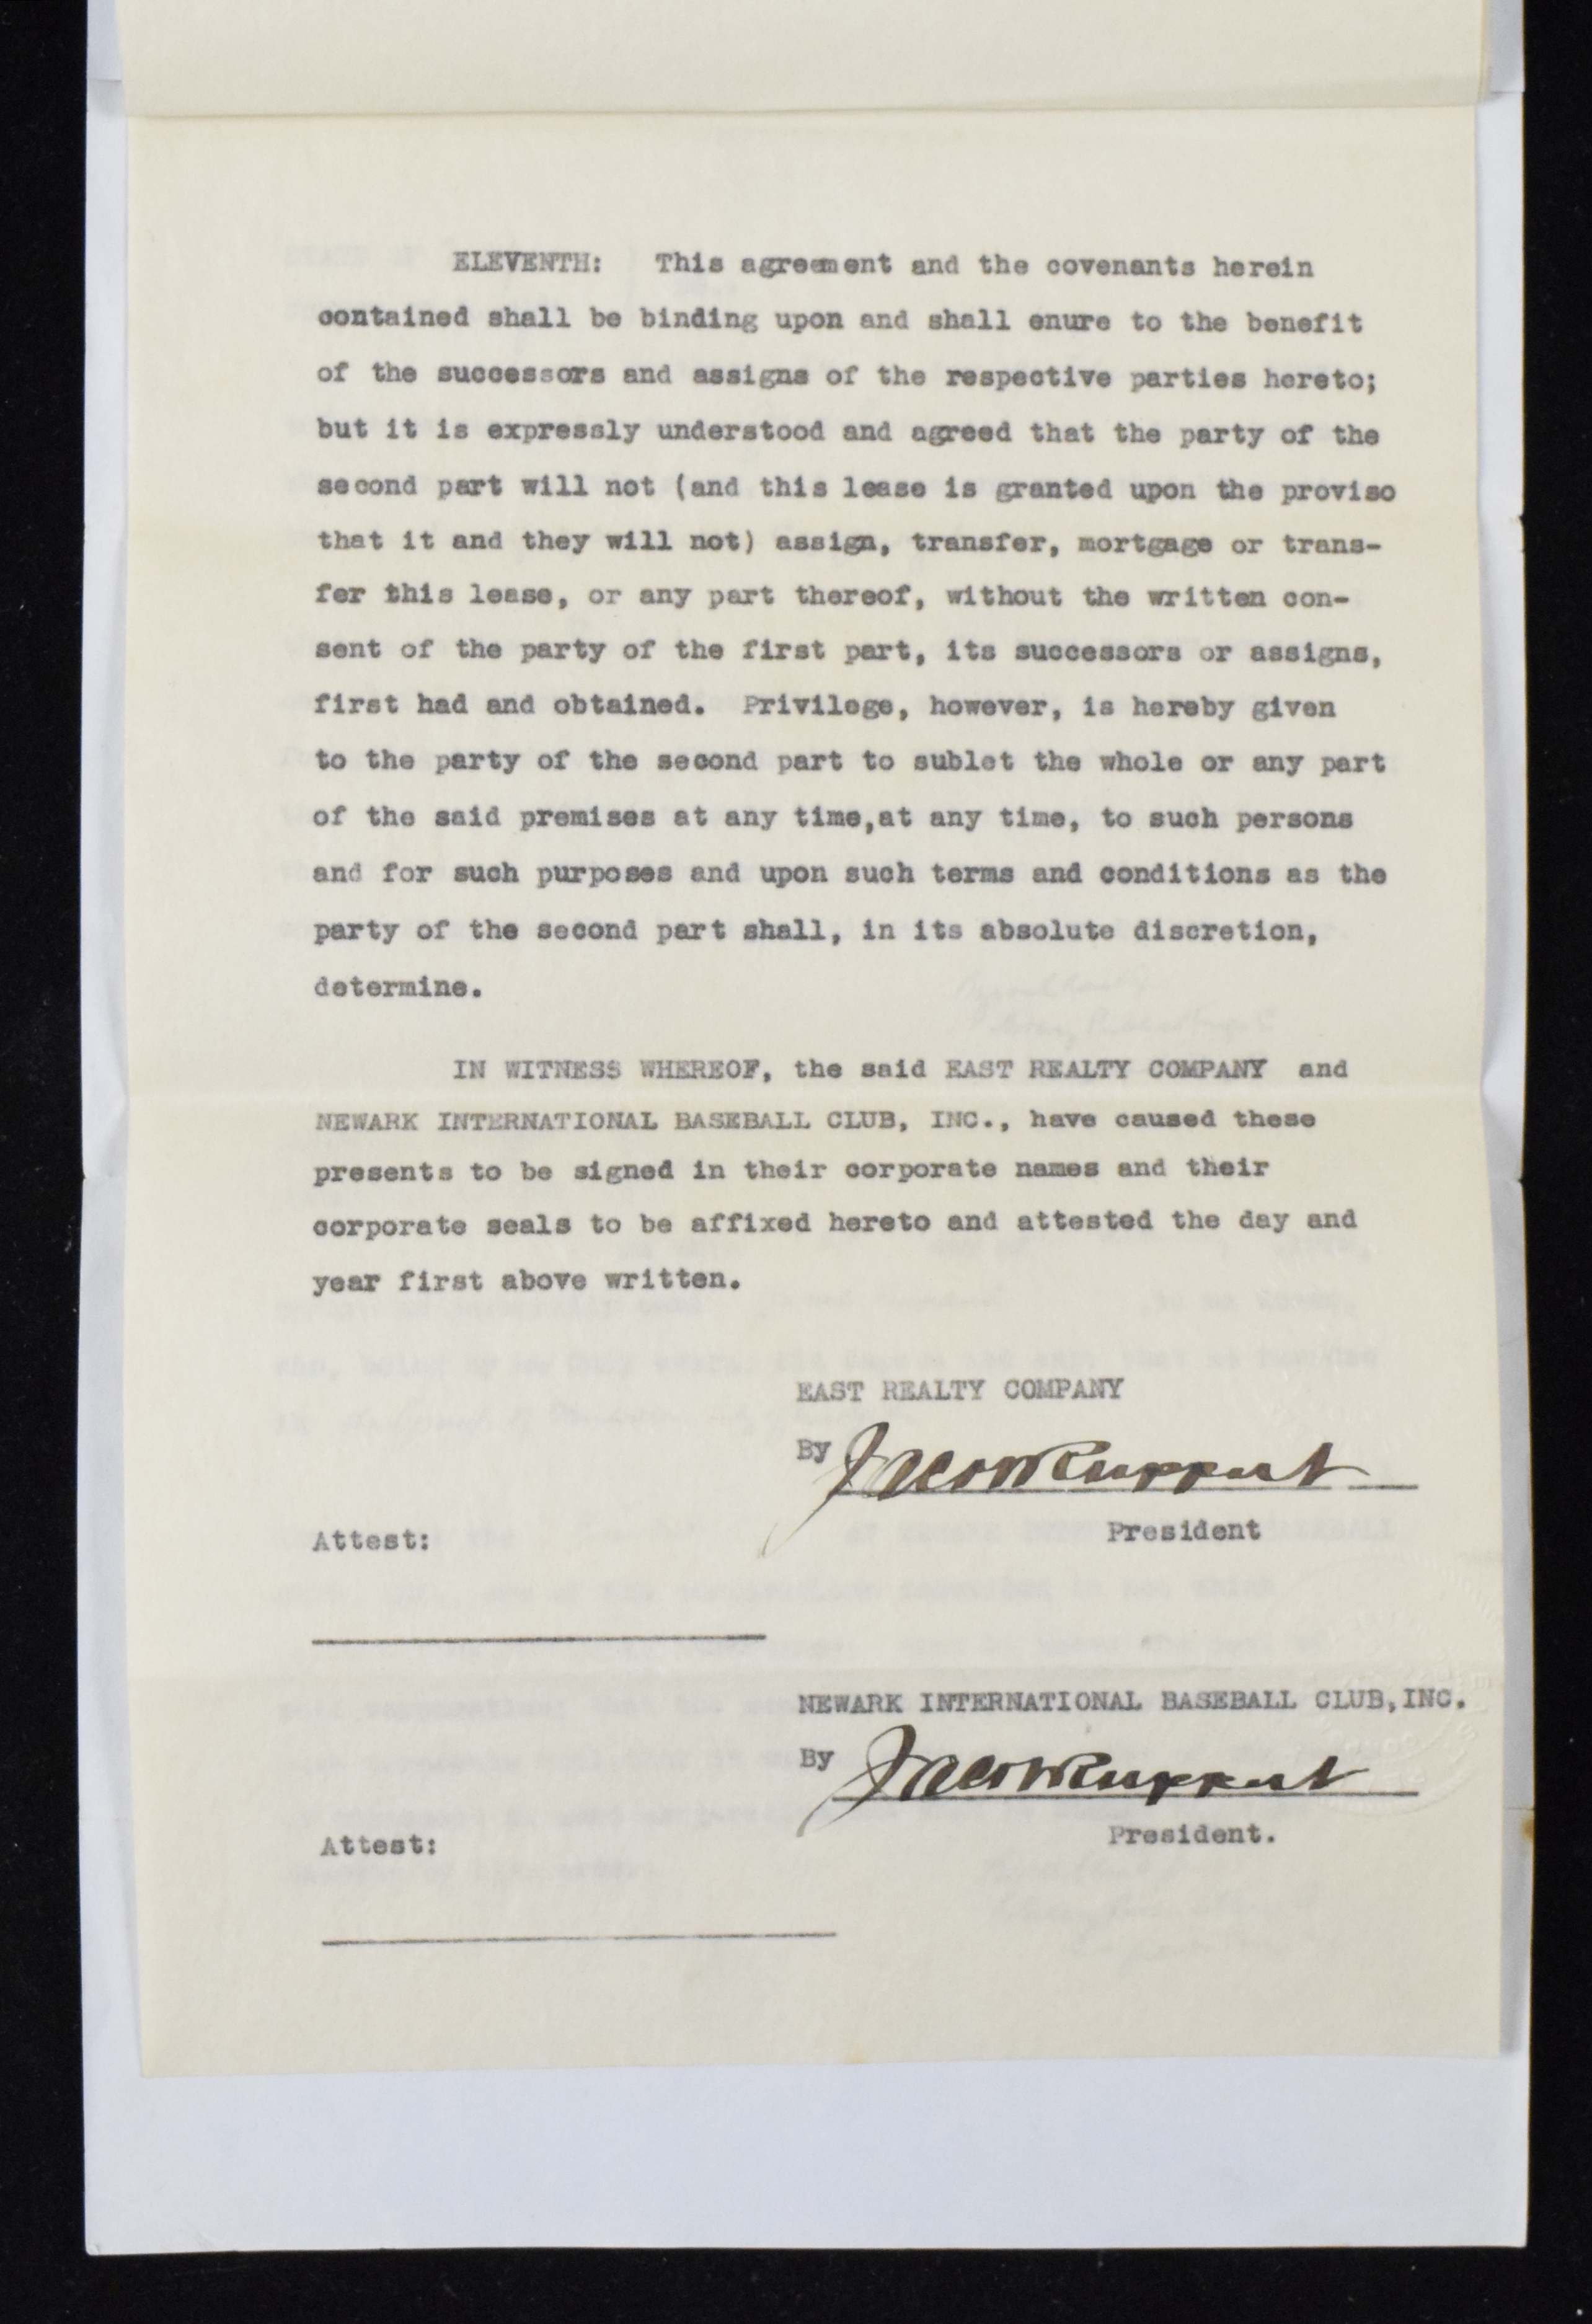 ELEVENTH: This agreement and the covenants herein
contained shall be binding upon and shall enure to the benefit
of the successors and assigns of the respective parties hereto;
but it is expressly understood and agreed that the party of the
second part will not (and this lease is granted upon the proviso
that it and they will not) assign, transfer, mortgage or trans-
fer this lease, or any part thereof, without the written con-
sent of the party of the first part, its successors or assigns,
first had and obtained. Privilege, however, is hereby given
to the party of the second part to sublet the whole or any part
of the said premises at any time,at any time, to such persons
and for such purposes and upon such terms and conditions as the
party of the second part shall, in its absolute discretion,
determine.
IN WITNESS WHEREOF, the said EAST REALTY COMPANY and
NEWARK INTERNATIONAL BASEBALL CLUB, INC., have caused these
presents to be signed in their corporate names and their
corporate seals to be affixed hereto and attested the day and
year first above written.
EAST REALTY COMPANY
By Jacob Ruppert
President
Attest:
NEWARK INTERNATIONAL BASEBALL CLUB,INC.
By Jacob Ruppert
President.
Attest: